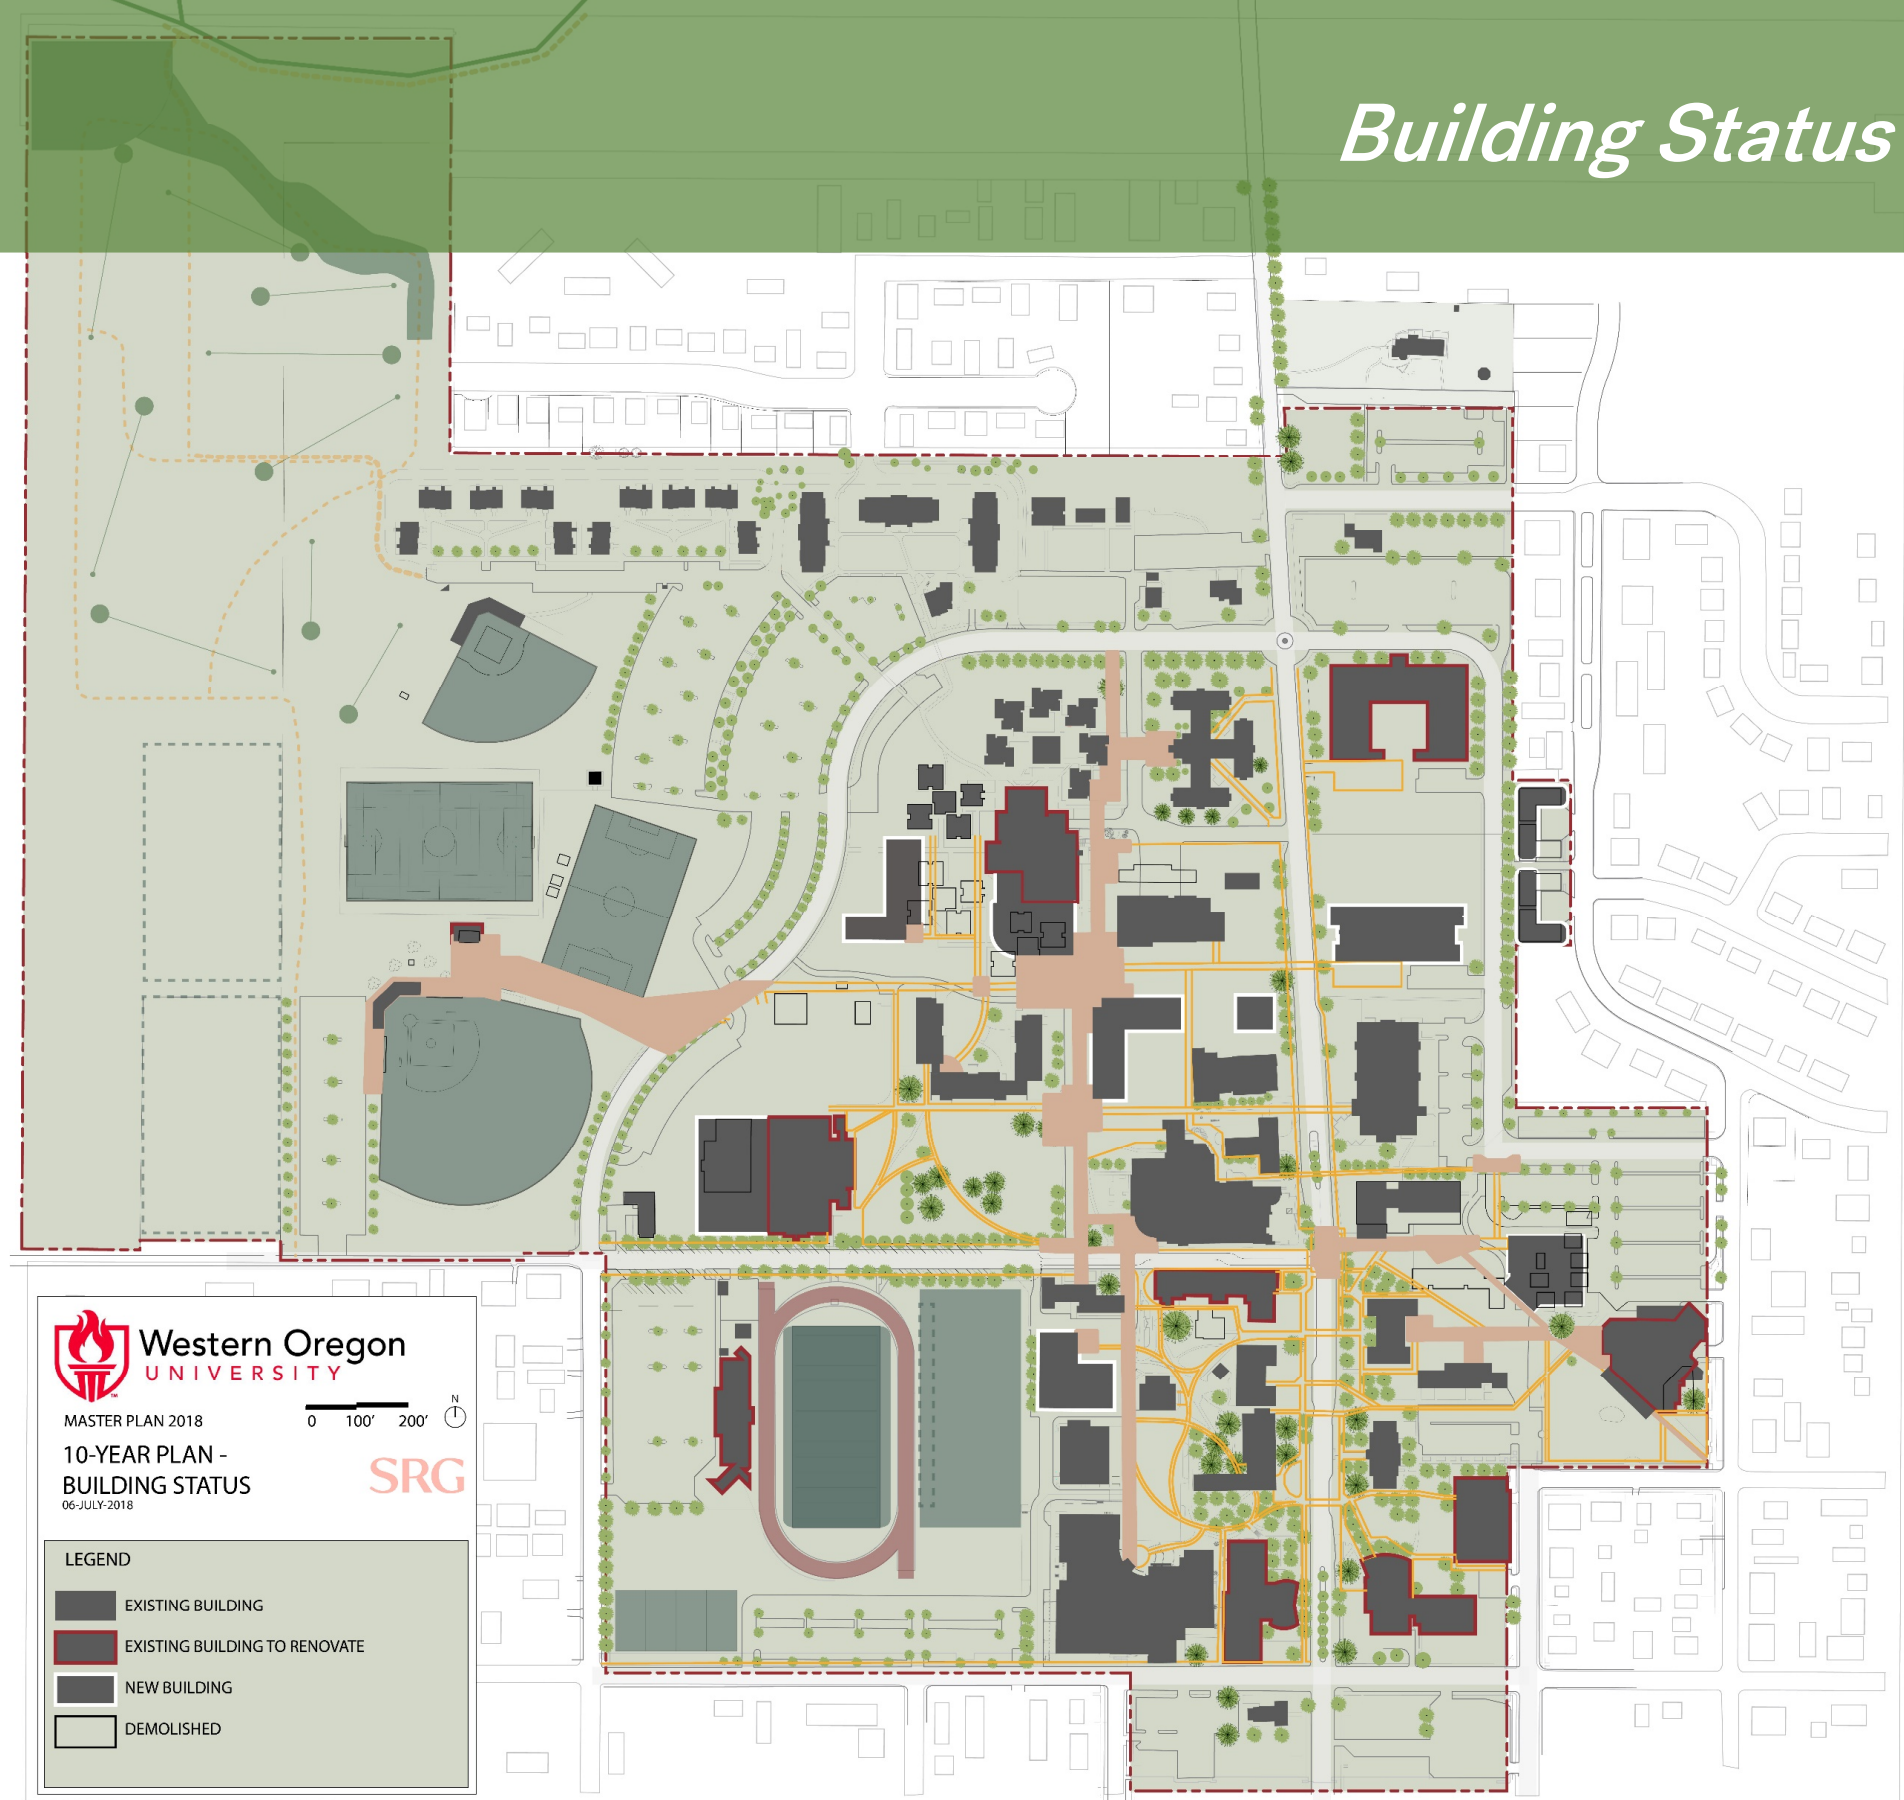 Building Status
Western Oregon
UNIVERSITY
MASTER PLAN 2018
0 100' 200'
N
10-YEAR PLAN -
BUILDING STATUS
06-JULY-2018
SRG
LEGEND
EXISTING BUILDING
EXISTING BUILDING TO RENOVATE
NEW BUILDING
DEMOLISHED